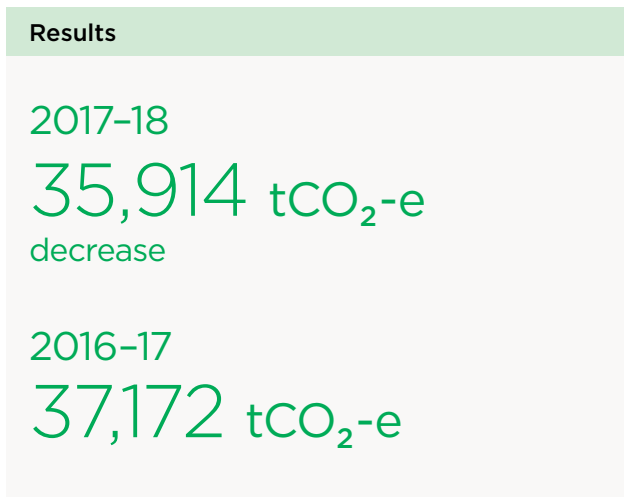 Results
2017–18
35,914 tCO₂-e
decrease
2016–17
37,172 tCO₂-e